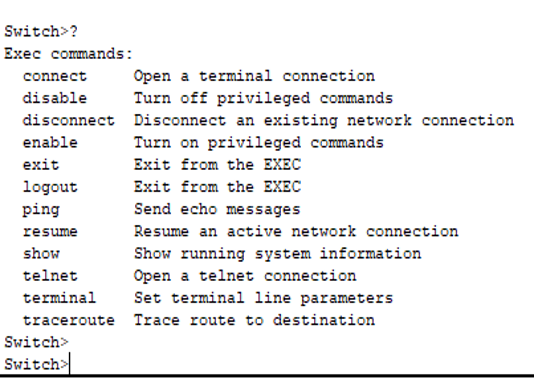 Switch>?
Exec commands:
  connect     Open a terminal connection
  disable     Turn off privileged commands
  disconnect  Disconnect an existing network connection
  enable      Turn on privileged commands
  exit        Exit from the EXEC
  logout      Exit from the EXEC
  ping        Send echo messages
  resume      Resume an active network connection
  show        Show running system information
  telnet      Open a telnet connection
  terminal    Set terminal line parameters
  traceroute  Trace route to destination
Switch>
Switch>